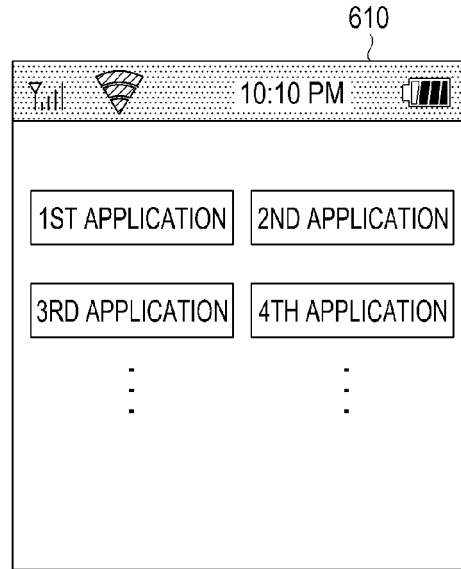 610
10:10 PM
1ST APPLICATION 2ND APPLICATION
3RD APPLICATION 4TH APPLICATION